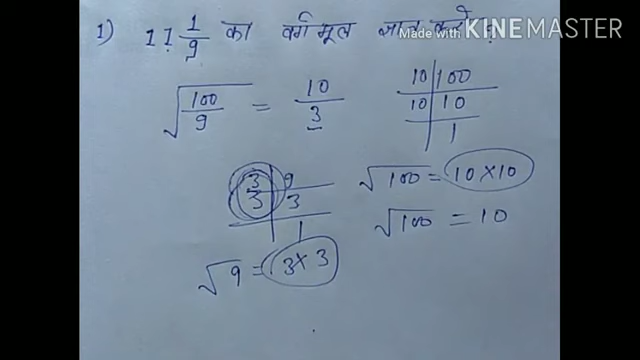 1) 11 1/9 का वर्ग मूल ज्ञात करो
Made with KINEMASTER
√100/9 = 10/3
10 | 100
10 | 10
1
3 | 9
3 | 3
1
√100 = 10×10
√100 = 10
√9 = 3×3